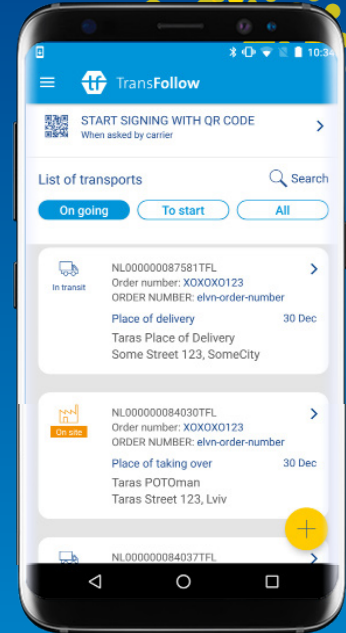 10:34
tf TransFollow
START SIGNING WITH QR CODE
When asked by carrier
List of transports
Search
On going
To start
All
NL000000087581TFL
In transit
Order number: XOXOXO123
ORDER NUMBER: elvn-order-number
Place of delivery 30 Dec
Taras Place of Delivery
Some Street 123, SomeCity
NL000000084030TFL
On site
Order number: XOXOXO123
ORDER NUMBER: elvn-order-number
Place of taking over 30 Dec
Taras POTOman
Taras Street 123, Lviv
+
NL000000084037TFL